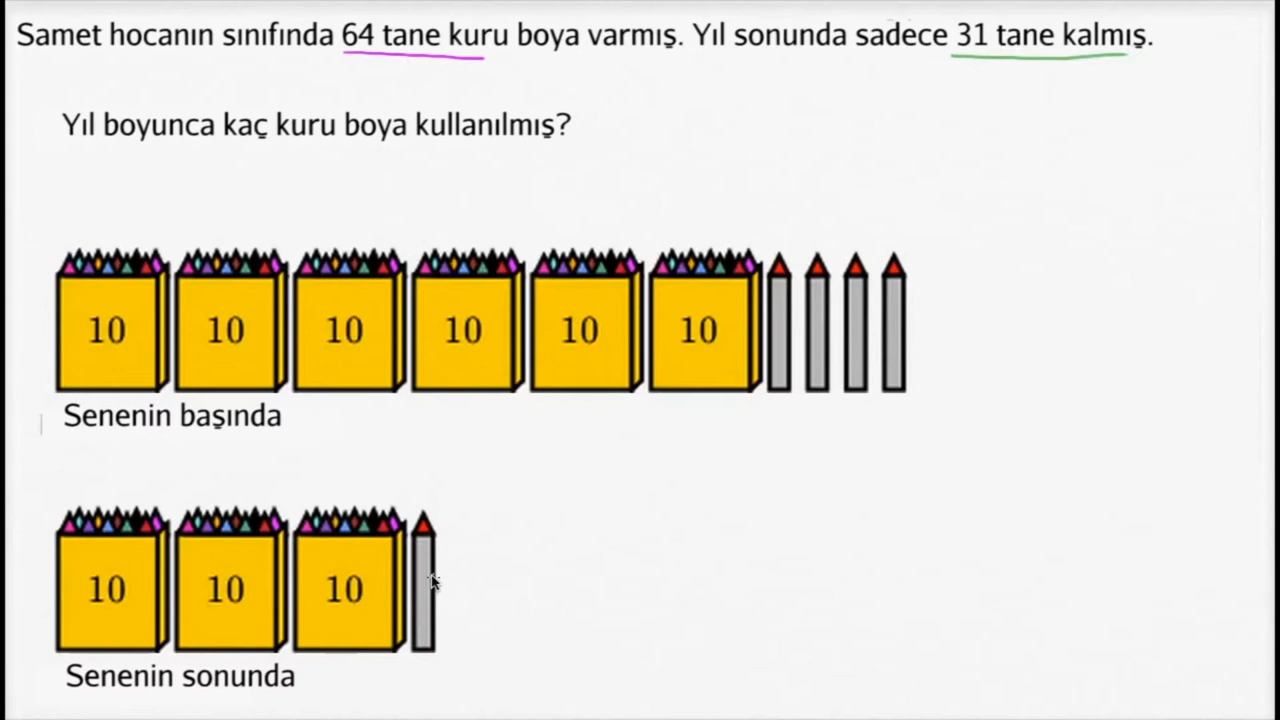 Samet hocanın sınıfında 64 tane kuru boya varmış. Yıl sonunda sadece 31 tane kalmış.
Yıl boyunca kaç kuru boya kullanılmış?
10 10 10 10 10 10
Senenin başında
10 10 10
Senenin sonunda